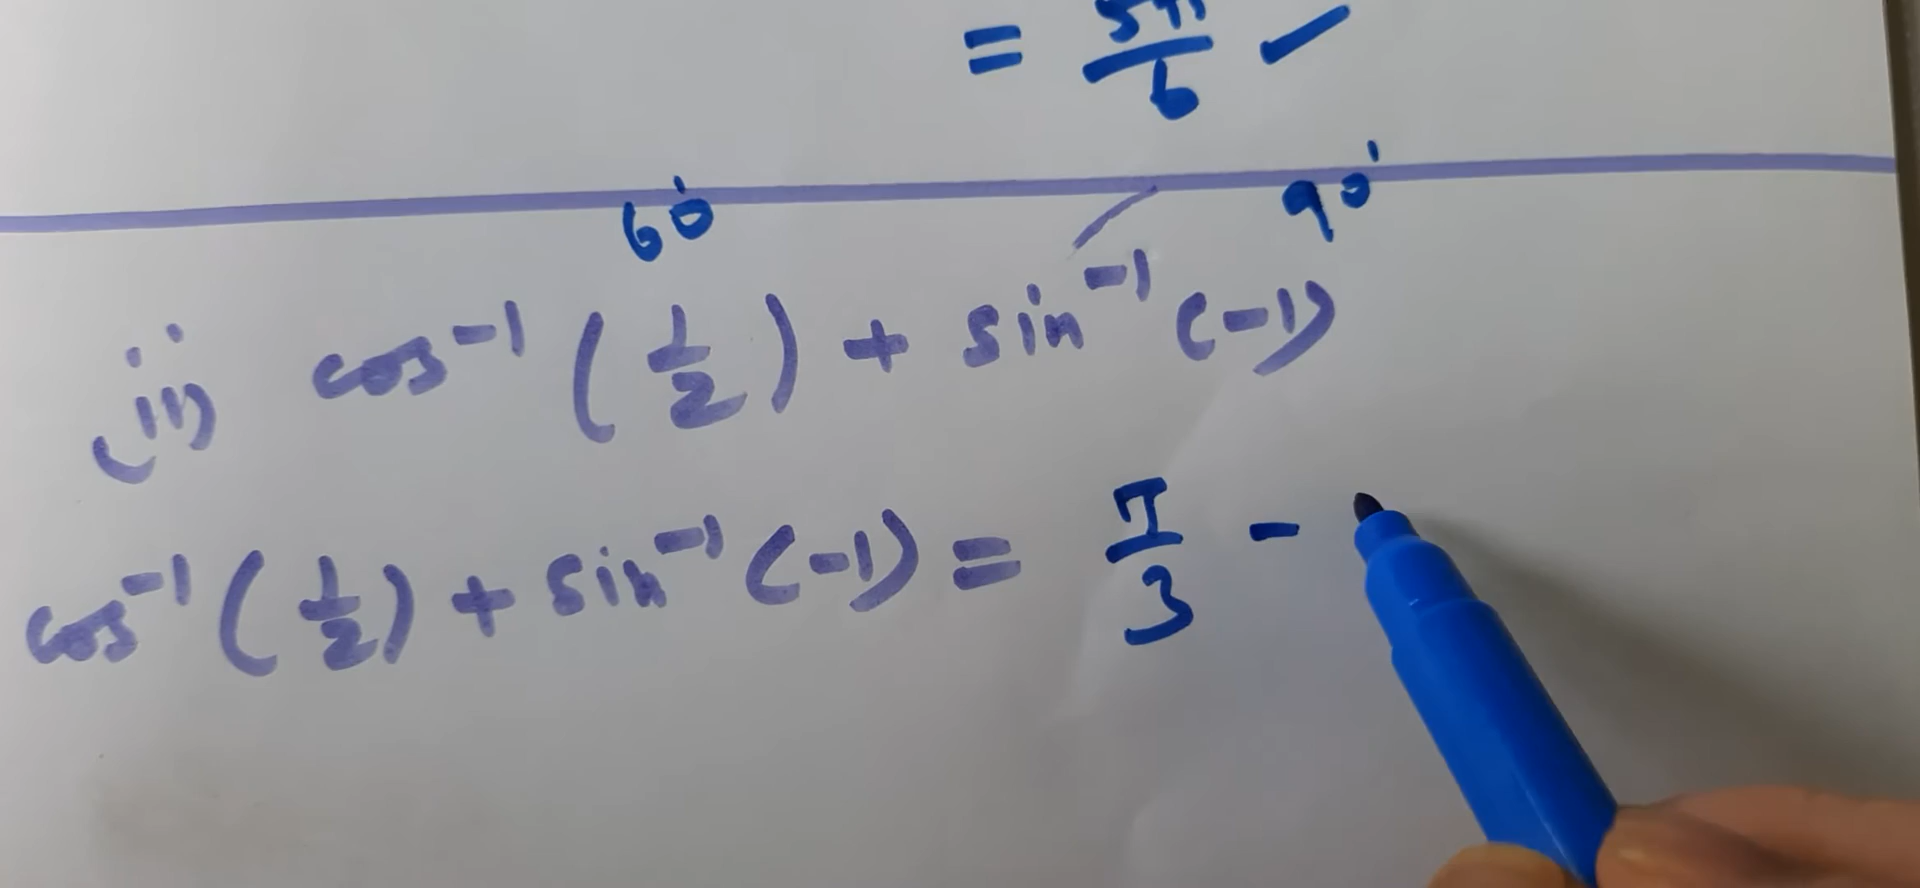 = 5π/6
60° 90°
(ii) cos⁻¹ (1/2) + sin⁻¹ (-1)
cos⁻¹ (1/2) + sin⁻¹ (-1) = π/3 -